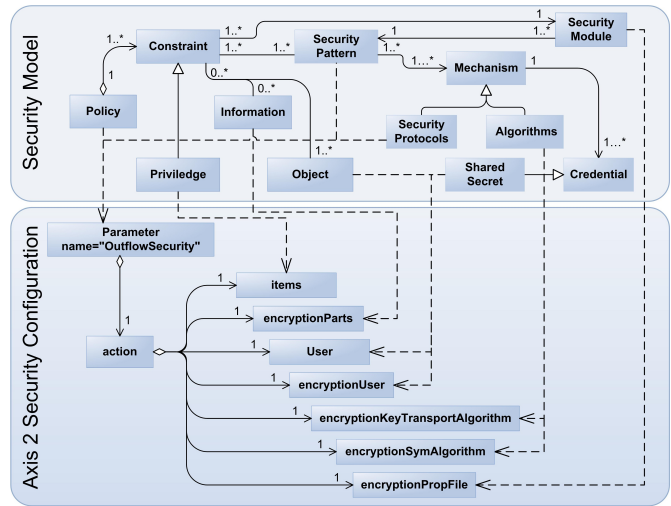 Security Model
Constraint
1..*
1
Security
Module
1..*
Security
Pattern
1..*
1
1..*
1..*
1..*
1
1..*
1…*
Mechanism
1
0..*
0..*
Policy
Information
Security
Protocols
Algorithms
1…*
1..*
Priviledge
Object
Shared
Secret
Credential
Axis 2 Security Configuration
Parameter
name="OutflowSecurity"
1
action
1
items
1
encryptionParts
1
User
1
encryptionUser
1
encryptionKeyTransportAlgorithm
1
encryptionSymAlgorithm
1
encryptionPropFile